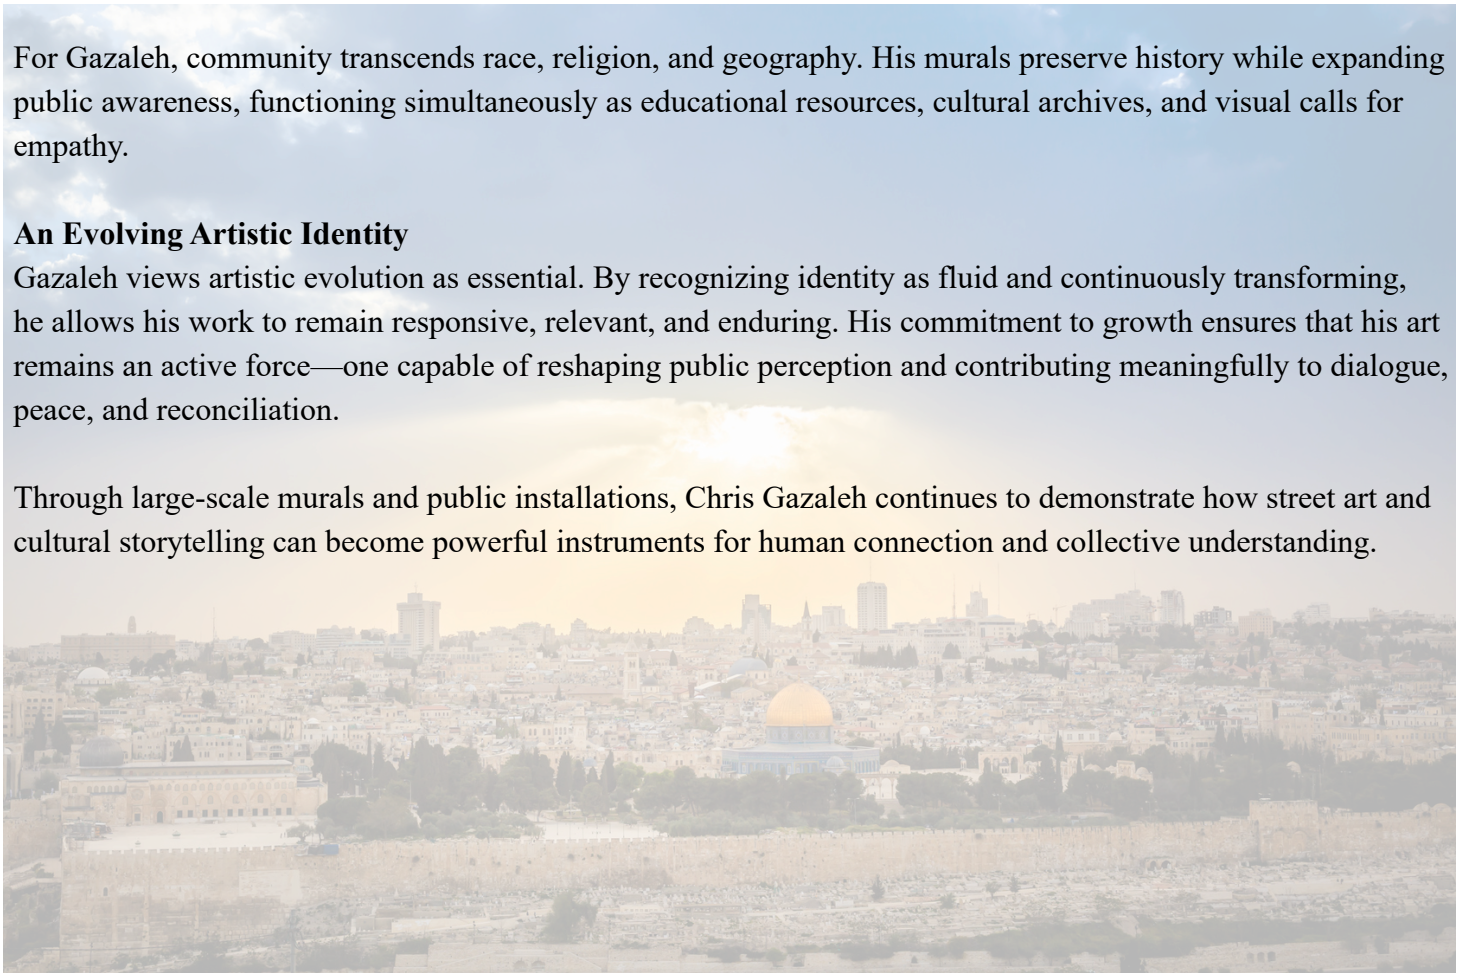 For Gazaleh, community transcends race, religion, and geography. His murals preserve history while expanding
public awareness, functioning simultaneously as educational resources, cultural archives, and visual calls for
empathy.
An Evolving Artistic Identity
Gazaleh views artistic evolution as essential. By recognizing identity as fluid and continuously transforming,
he allows his work to remain responsive, relevant, and enduring. His commitment to growth ensures that his art
remains an active force—one capable of reshaping public perception and contributing meaningfully to dialogue,
peace, and reconciliation.
Through large-scale murals and public installations, Chris Gazaleh continues to demonstrate how street art and
cultural storytelling can become powerful instruments for human connection and collective understanding.